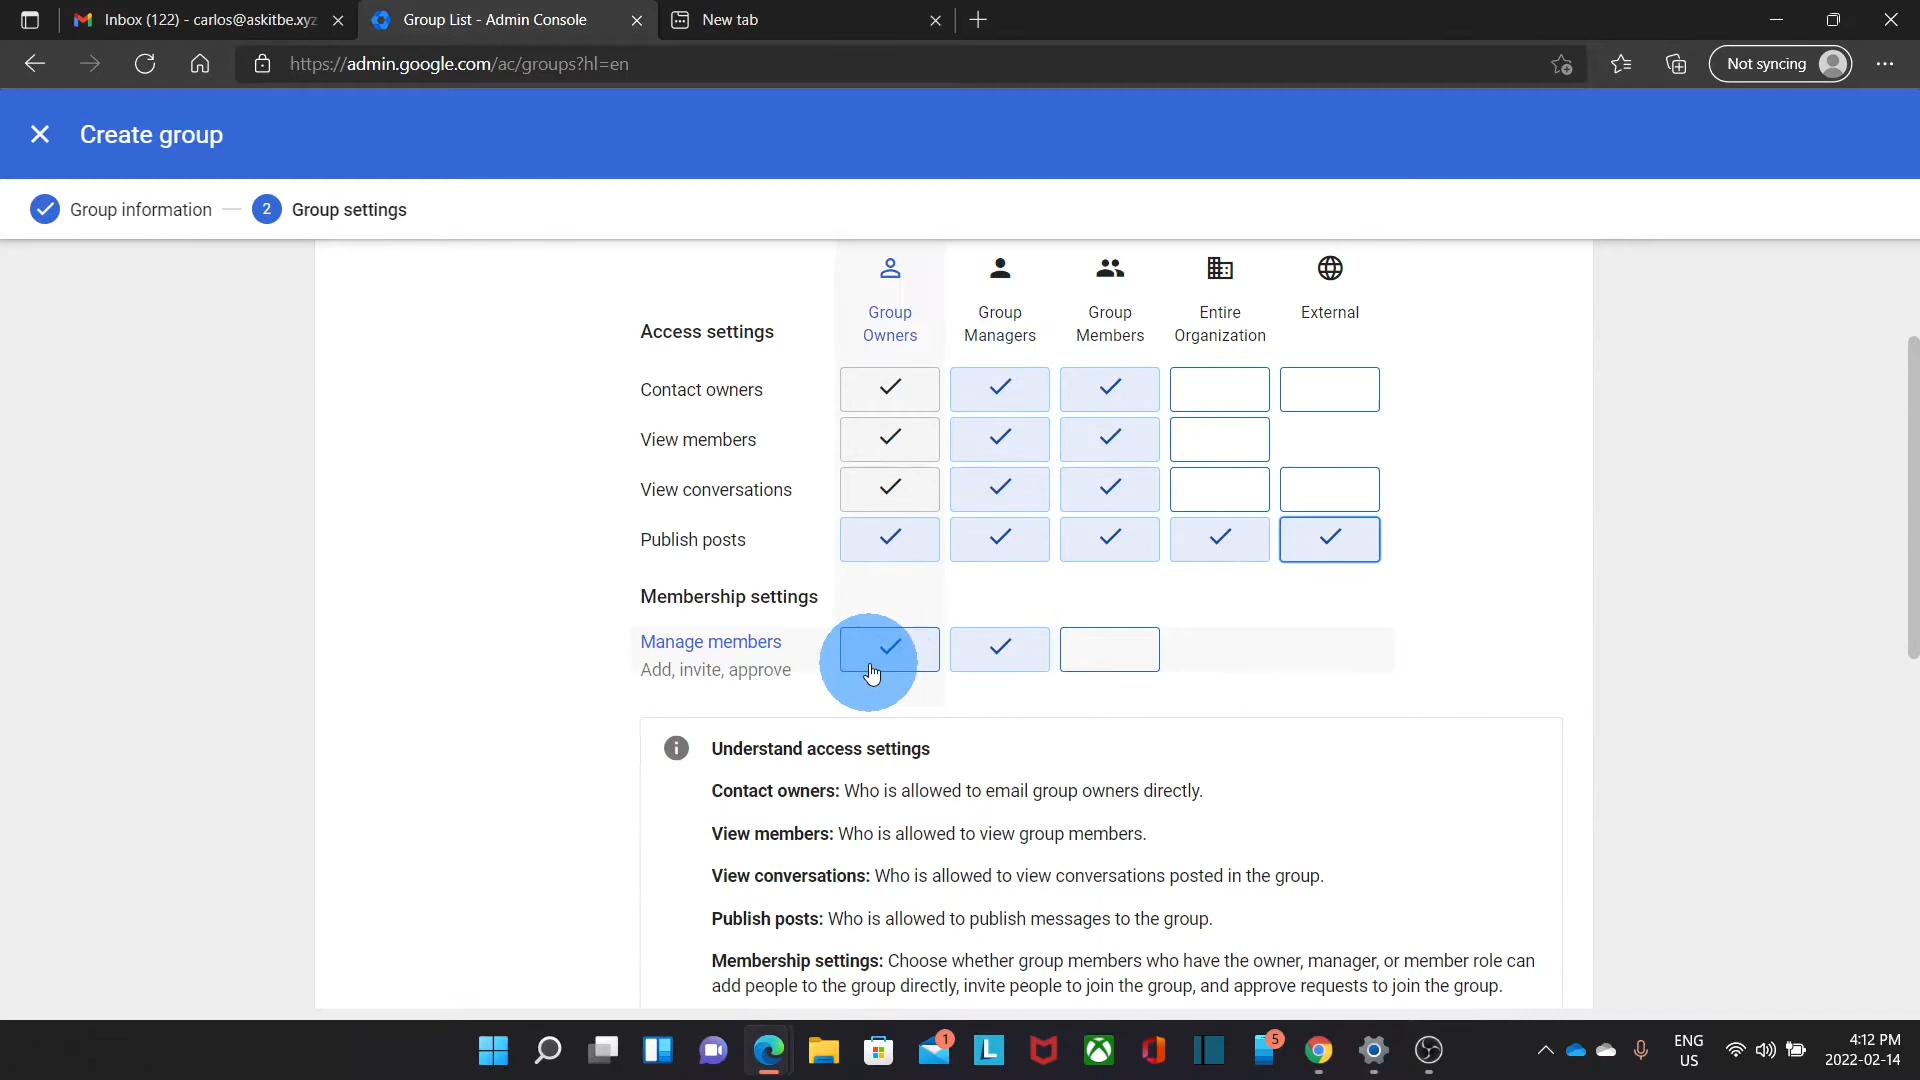 Inbox (122) - carlos@askitbe.xyz
Group List - Admin Console
New tab
https://admin.google.com/ac/groups?hl=en
Not syncing
Create group
Group information
2
Group settings
Access settings
Group Owners
Group Managers
Group Members
Entire Organization
External
Contact owners
View members
View conversations
Publish posts
Membership settings
Manage members
Add, invite, approve
i
Understand access settings
Contact owners: Who is allowed to email group owners directly.
View members: Who is allowed to view group members.
View conversations: Who is allowed to view conversations posted in the group.
Publish posts: Who is allowed to publish messages to the group.
Membership settings: Choose whether group members who have the owner, manager, or member role can
add people to the group directly, invite people to join the group, and approve requests to join the group.
1
L
5
ENG
US
4:12 PM
2022-02-14